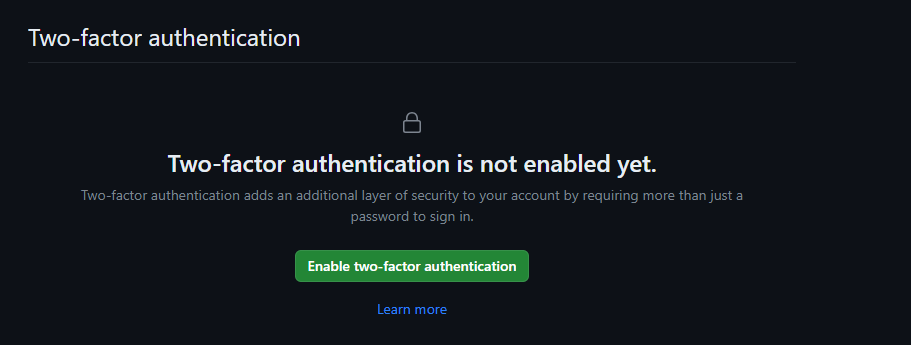 Two-factor authentication
Two-factor authentication is not enabled yet.
Two-factor authentication adds an additional layer of security to your account by requiring more than just a
password to sign in.
Enable two-factor authentication
Learn more